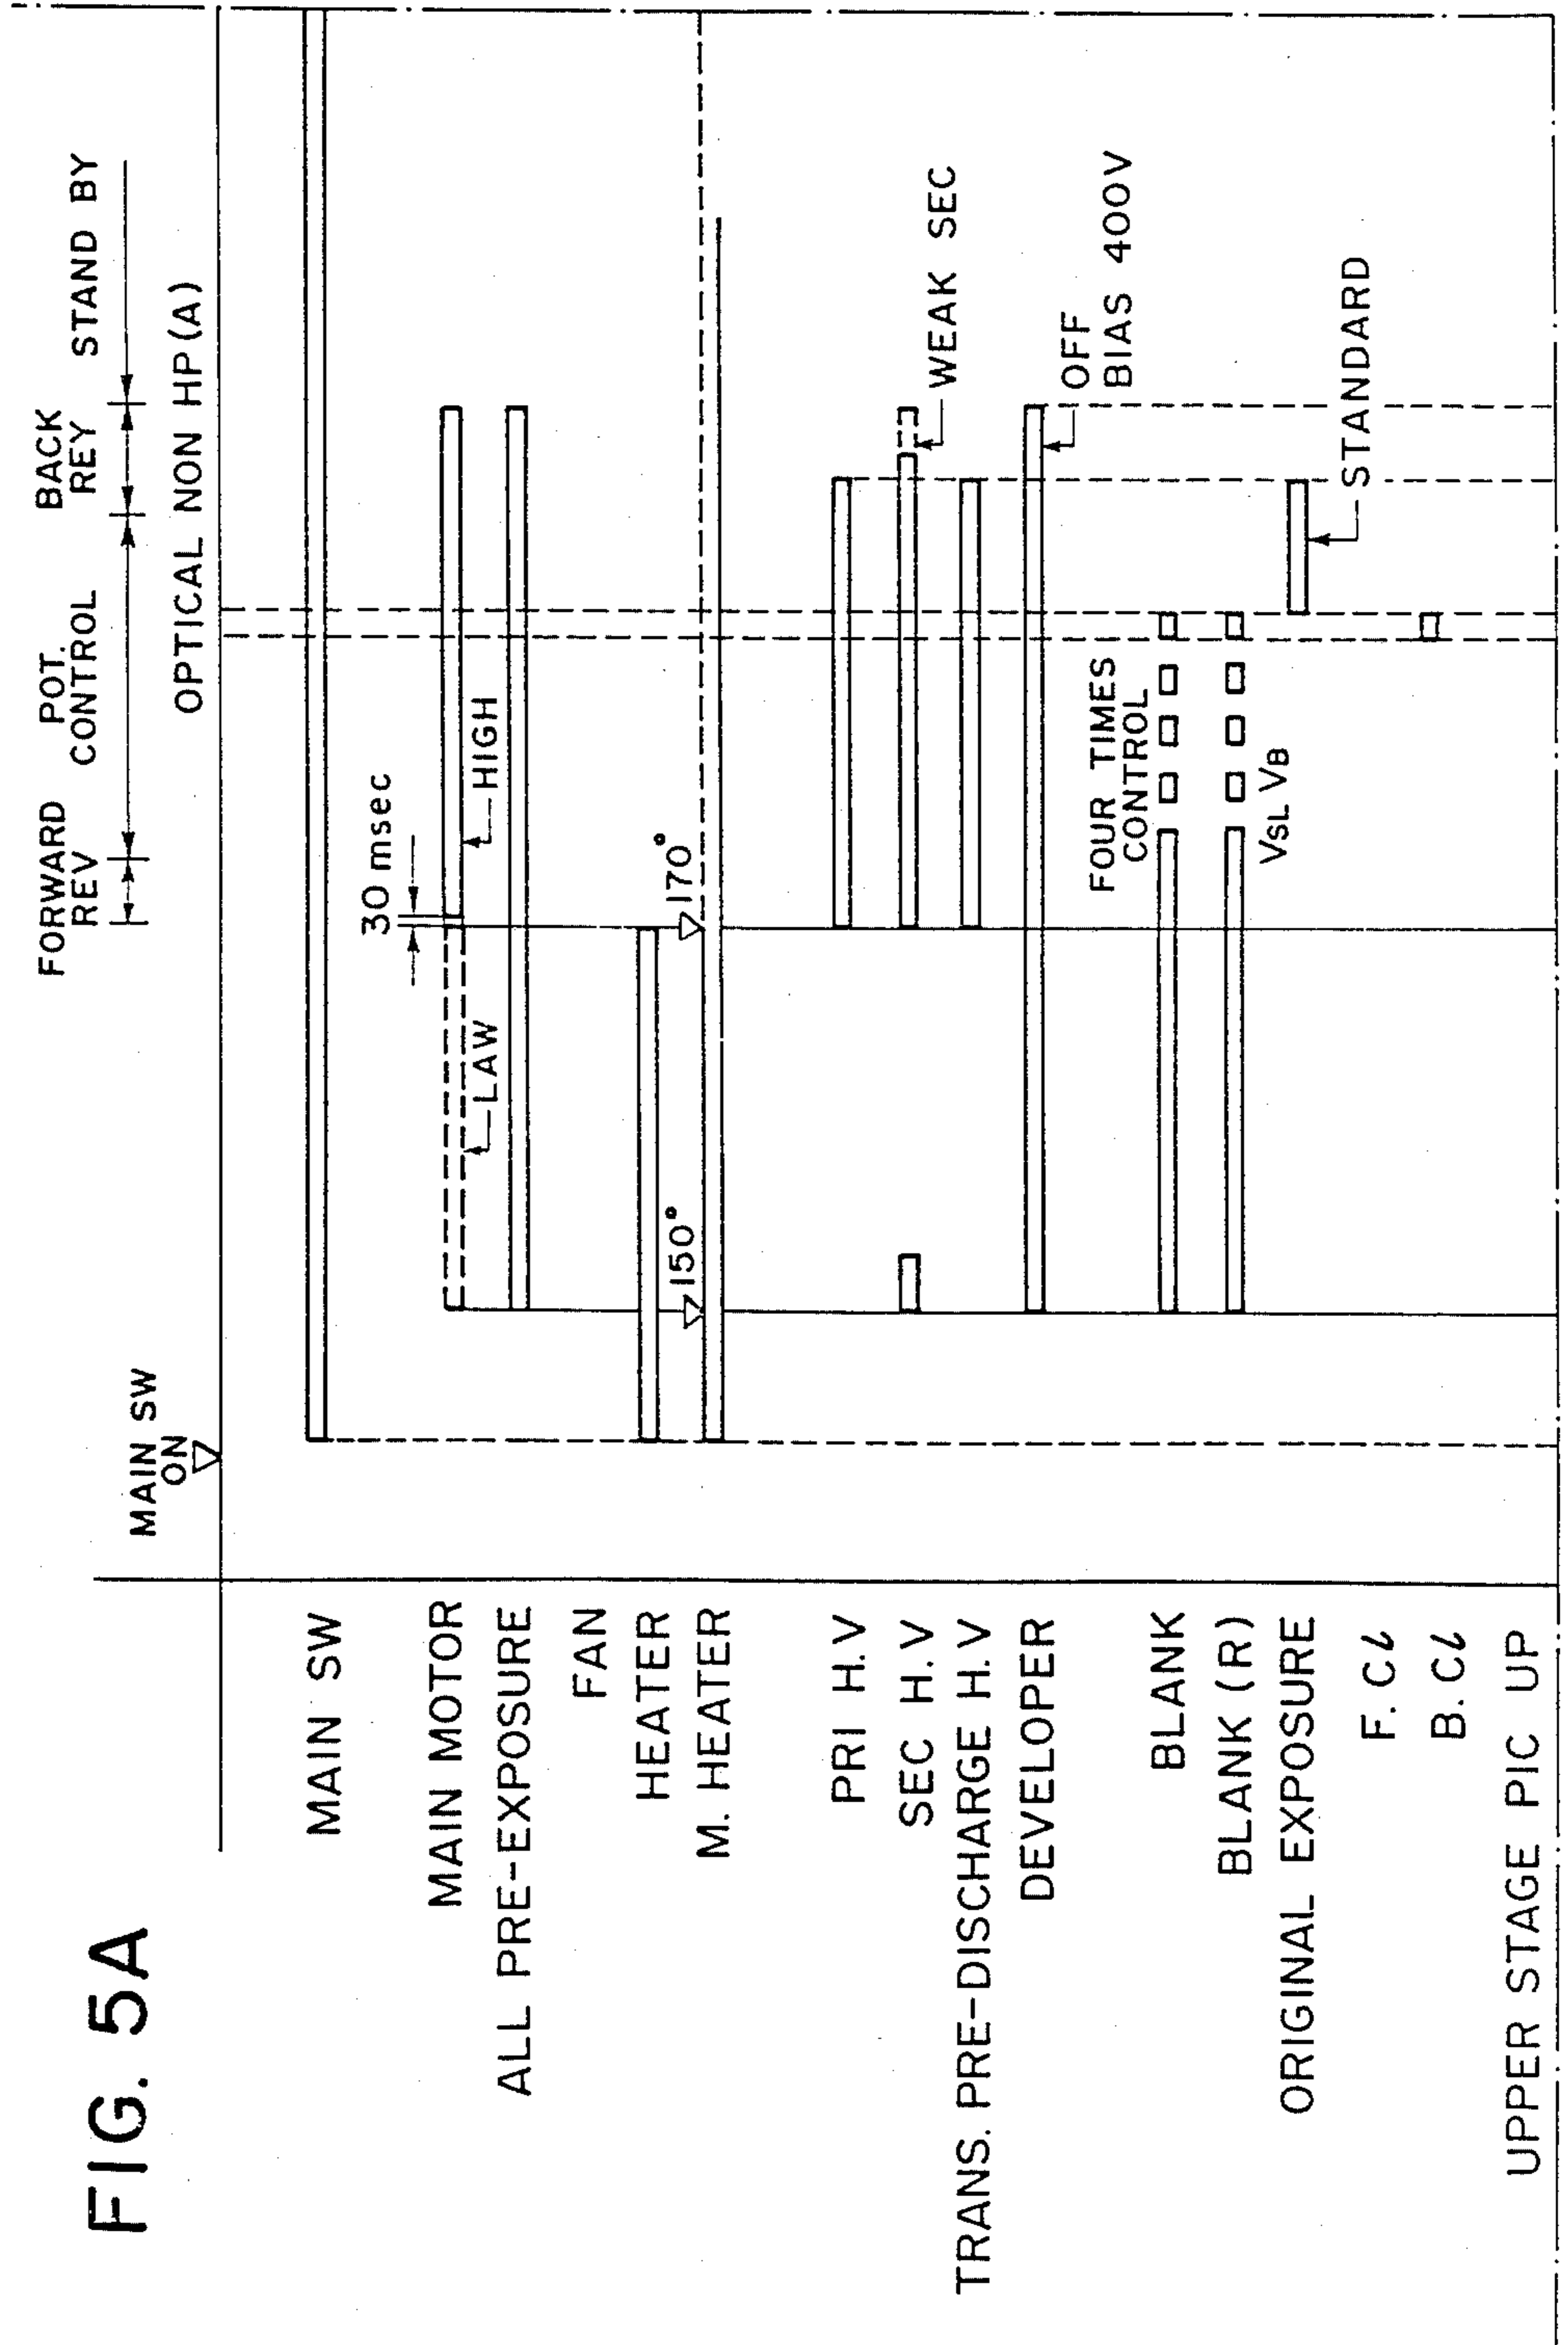 FIG. 5A
MAIN SW
ON
FORWARD
REV
POT.
CONTROL
BACK
REY
STAND BY
OPTICAL NON HP(A)
MAIN SW
30 msec
MAIN MOTOR
LAW
HIGH
ALL PRE-EXPOSURE
FAN
HEATER
150°
170°
M. HEATER
PRI H.V
SEC H.V
WEAK SEC
TRANS. PRE-DISCHARGE H.V
DEVELOPER
OFF
BIAS 400V
FOUR TIMES
CONTROL
BLANK
BLANK (R)
VSL VB
ORIGINAL EXPOSURE
STANDARD
F. Cl
B. Cl
UPPER STAGE PIC UP